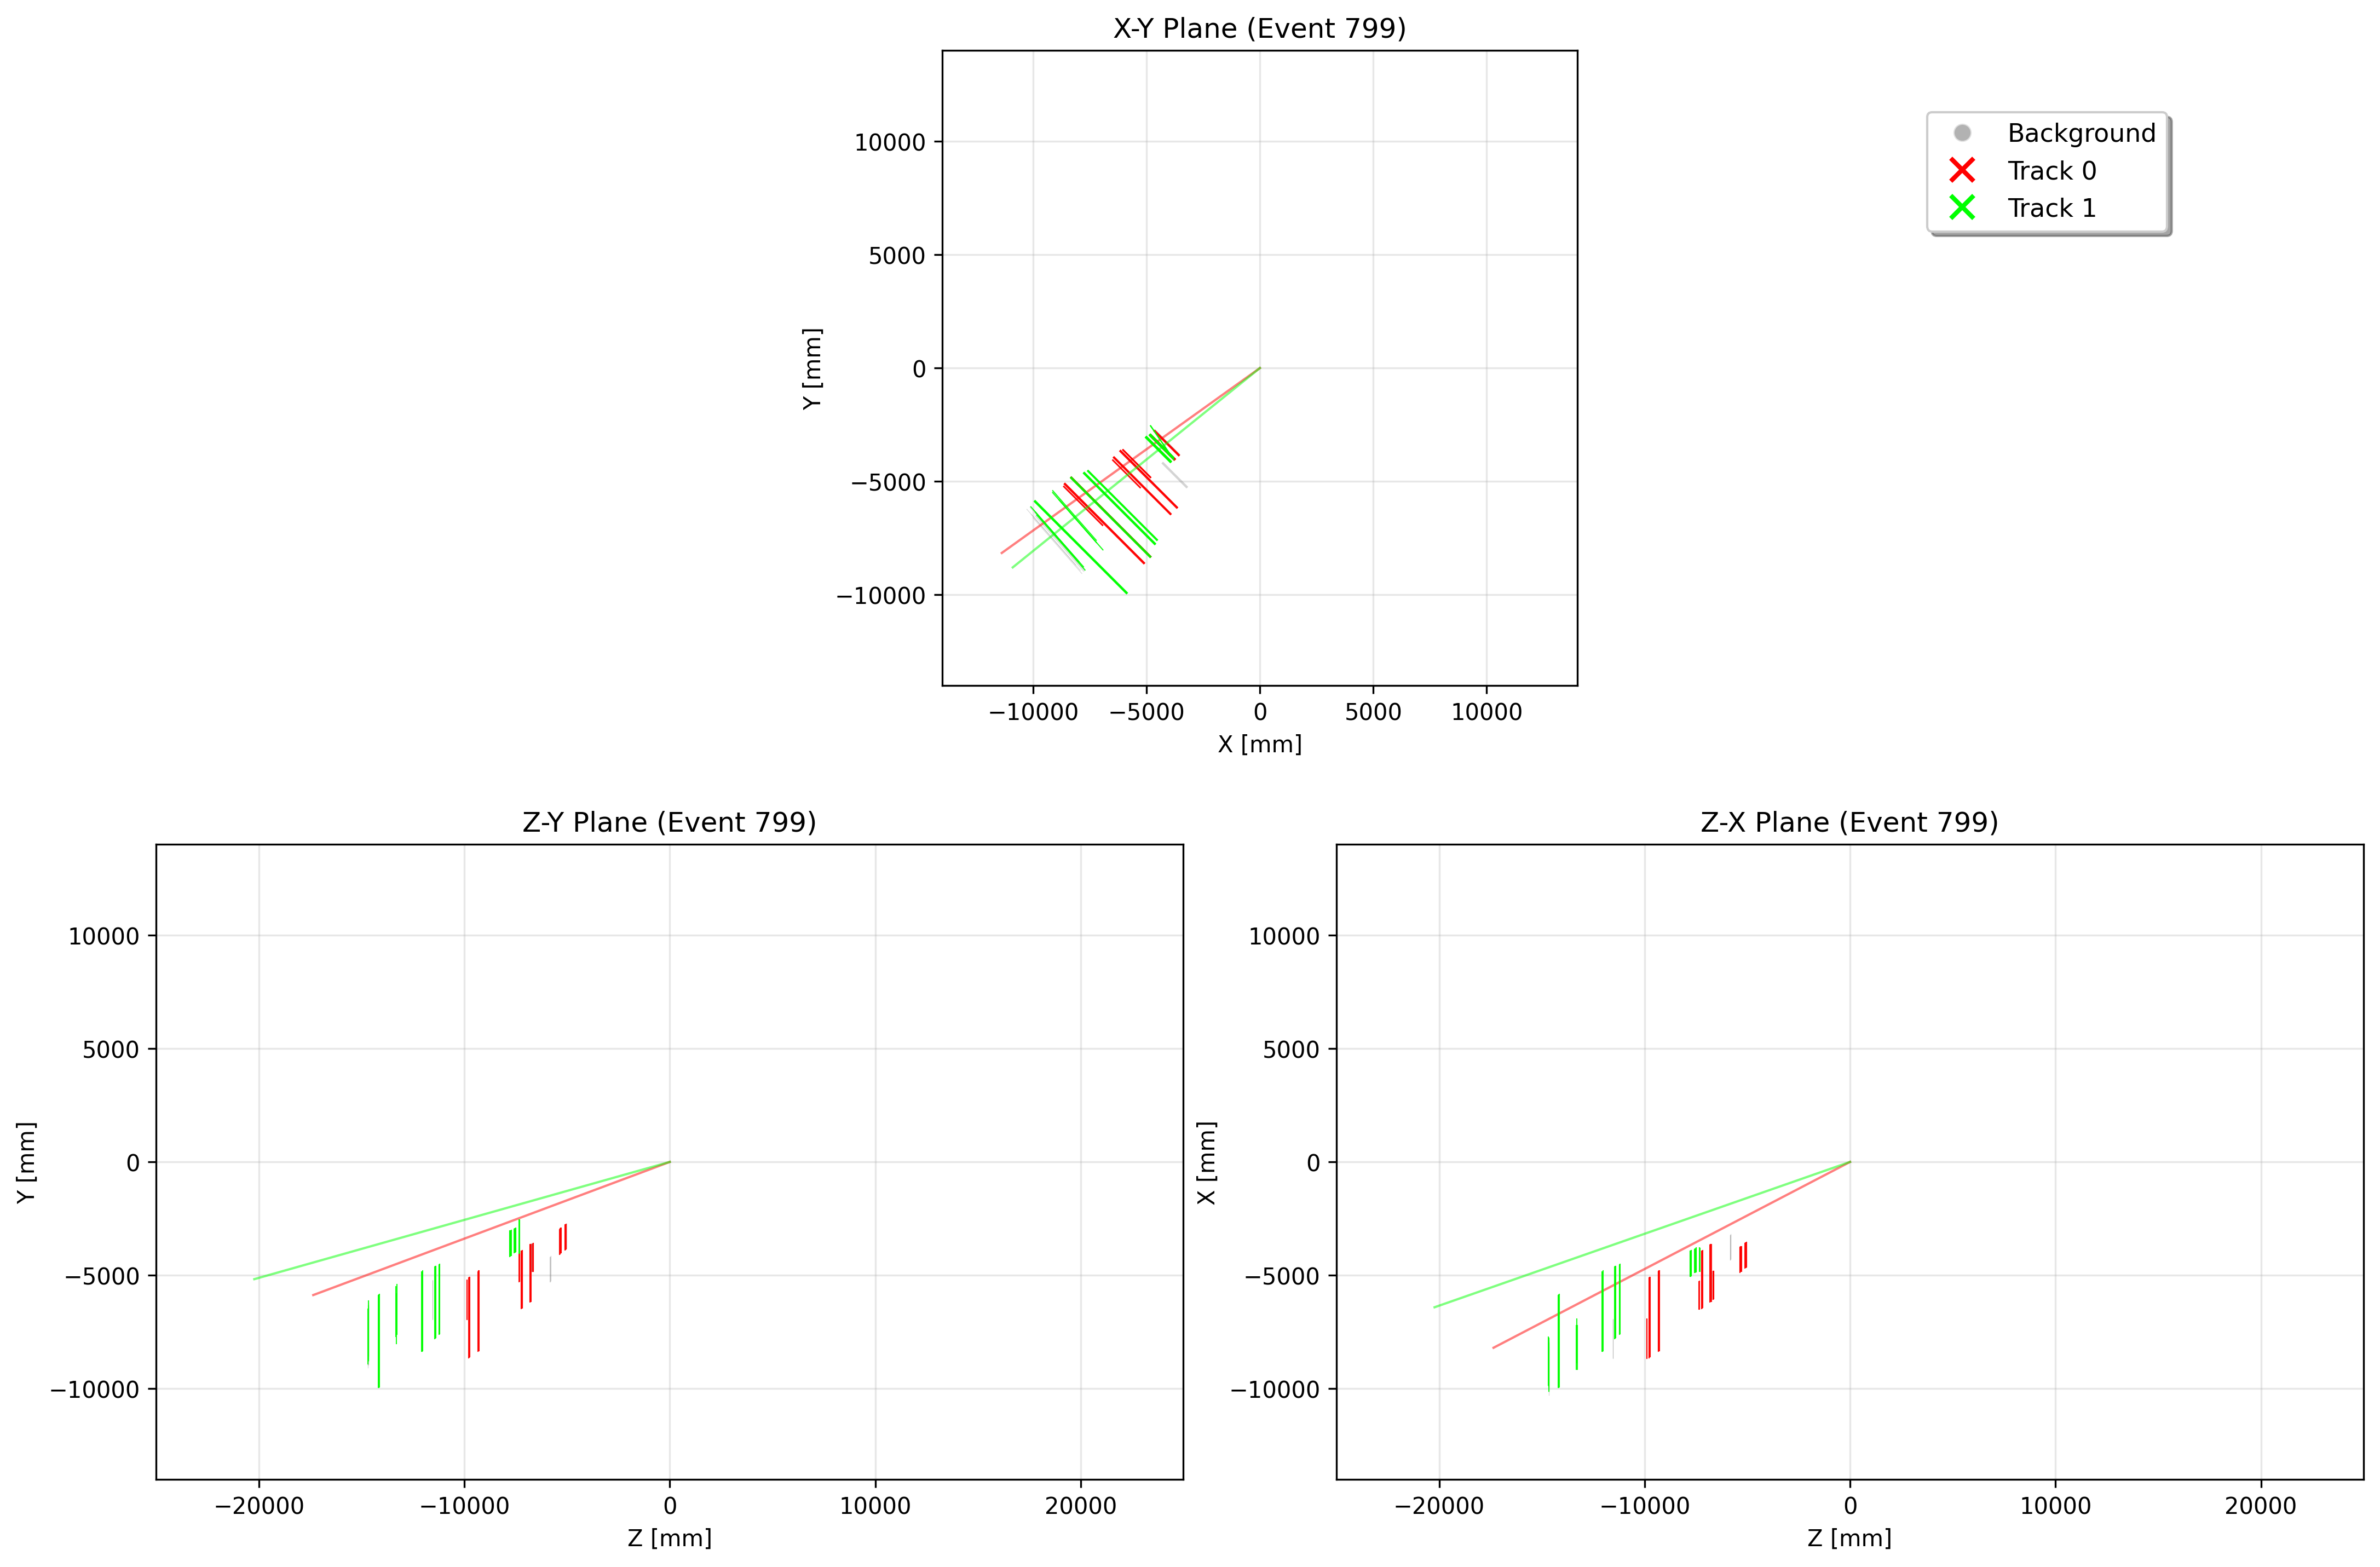 X-Y Plane (Event 799)
10000
5000
0
−5000
−10000
Y [mm]
−10000 −5000 0 5000 10000
X [mm]
Background
Track 0
Track 1
Z-Y Plane (Event 799)
10000
5000
0
−5000
−10000
Y [mm]
−20000 −10000 0 10000 20000
Z [mm]
Z-X Plane (Event 799)
10000
5000
0
−5000
−10000
X [mm]
−20000 −10000 0 10000 20000
Z [mm]